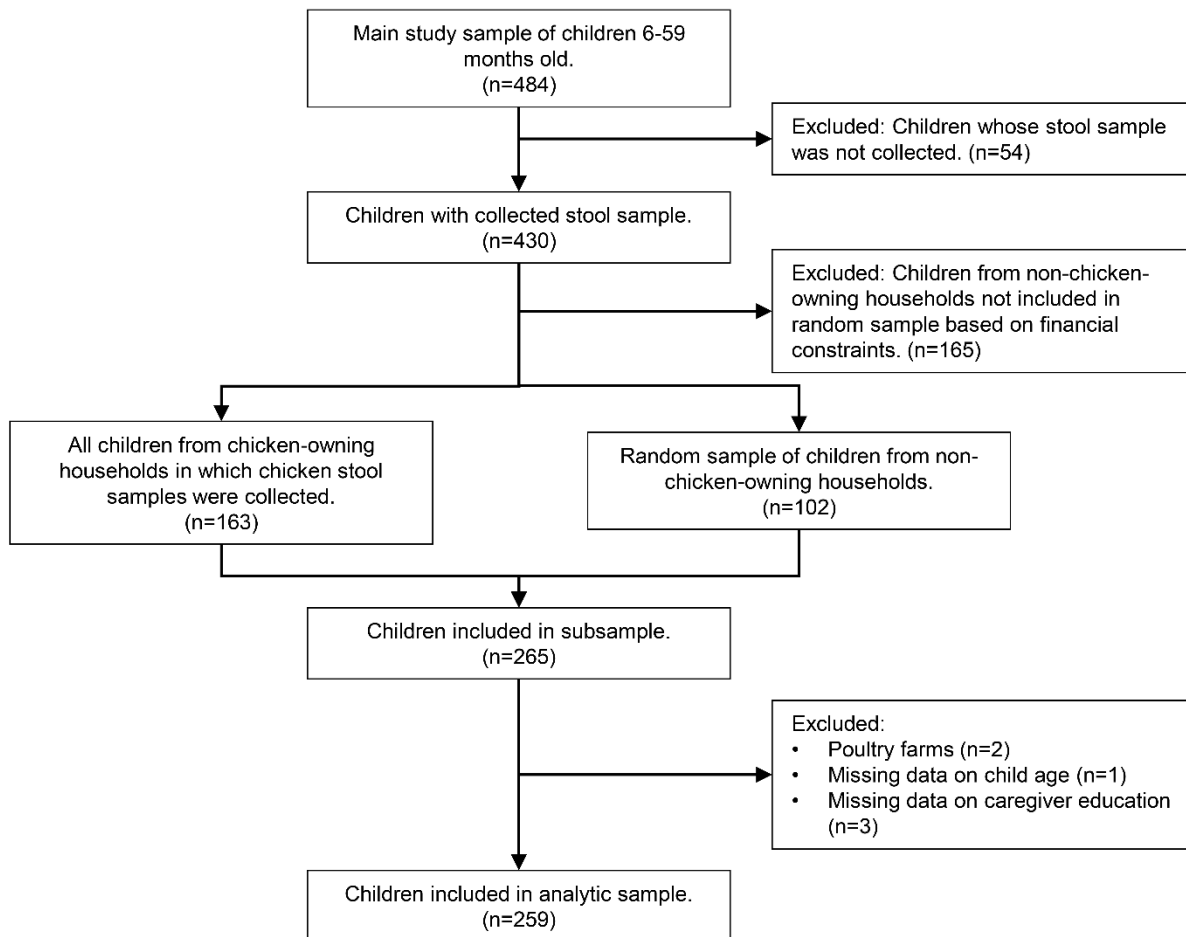 Main study sample of children 6-59
months old.
(n=484)
Excluded: Children whose stool sample
was not collected. (n=54)
Children with collected stool sample.
(n=430)
Excluded: Children from non-chicken-
owning households not included in
random sample based on financial
constraints. (n=165)
All children from chicken-owning
households in which chicken stool
samples were collected.
(n=163)
Random sample of children from non-
chicken-owning households.
(n=102)
Children included in subsample.
(n=265)
Excluded:
• Poultry farms (n=2)
• Missing data on child age (n=1)
• Missing data on caregiver education
(n=3)
Children included in analytic sample.
(n=259)